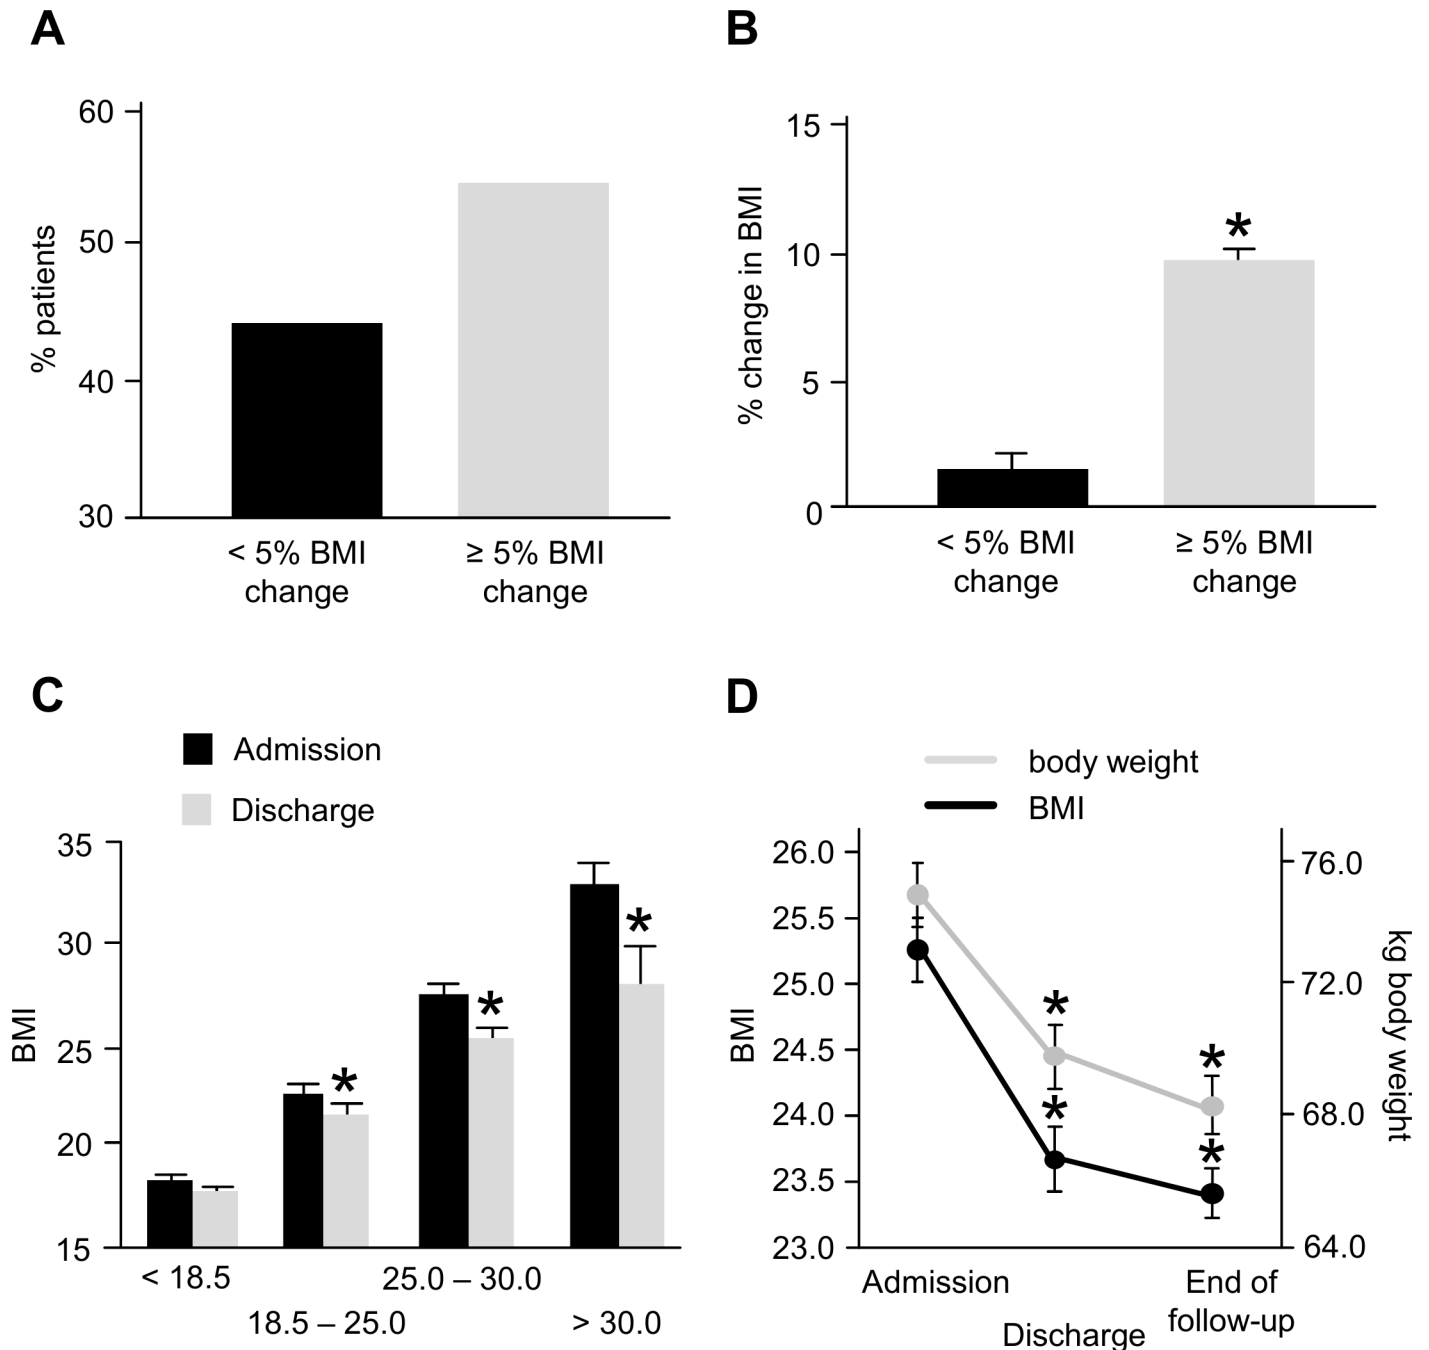 A
60
50
40
30
% patients
< 5% BMI
change
≥ 5% BMI
change
B
15
10
5
0
% change in BMI
*
< 5% BMI
change
≥ 5% BMI
change
C
Admission
Discharge
35
30
25
20
15
BMI
*
*
*
< 18.5
18.5 – 25.0
25.0 – 30.0
> 30.0
D
body weight
BMI
26.0
25.5
25.0
24.5
24.0
23.5
23.0
BMI
76.0
72.0
68.0
64.0
kg body weight
*
*
*
*
Admission
Discharge
End of
follow-up